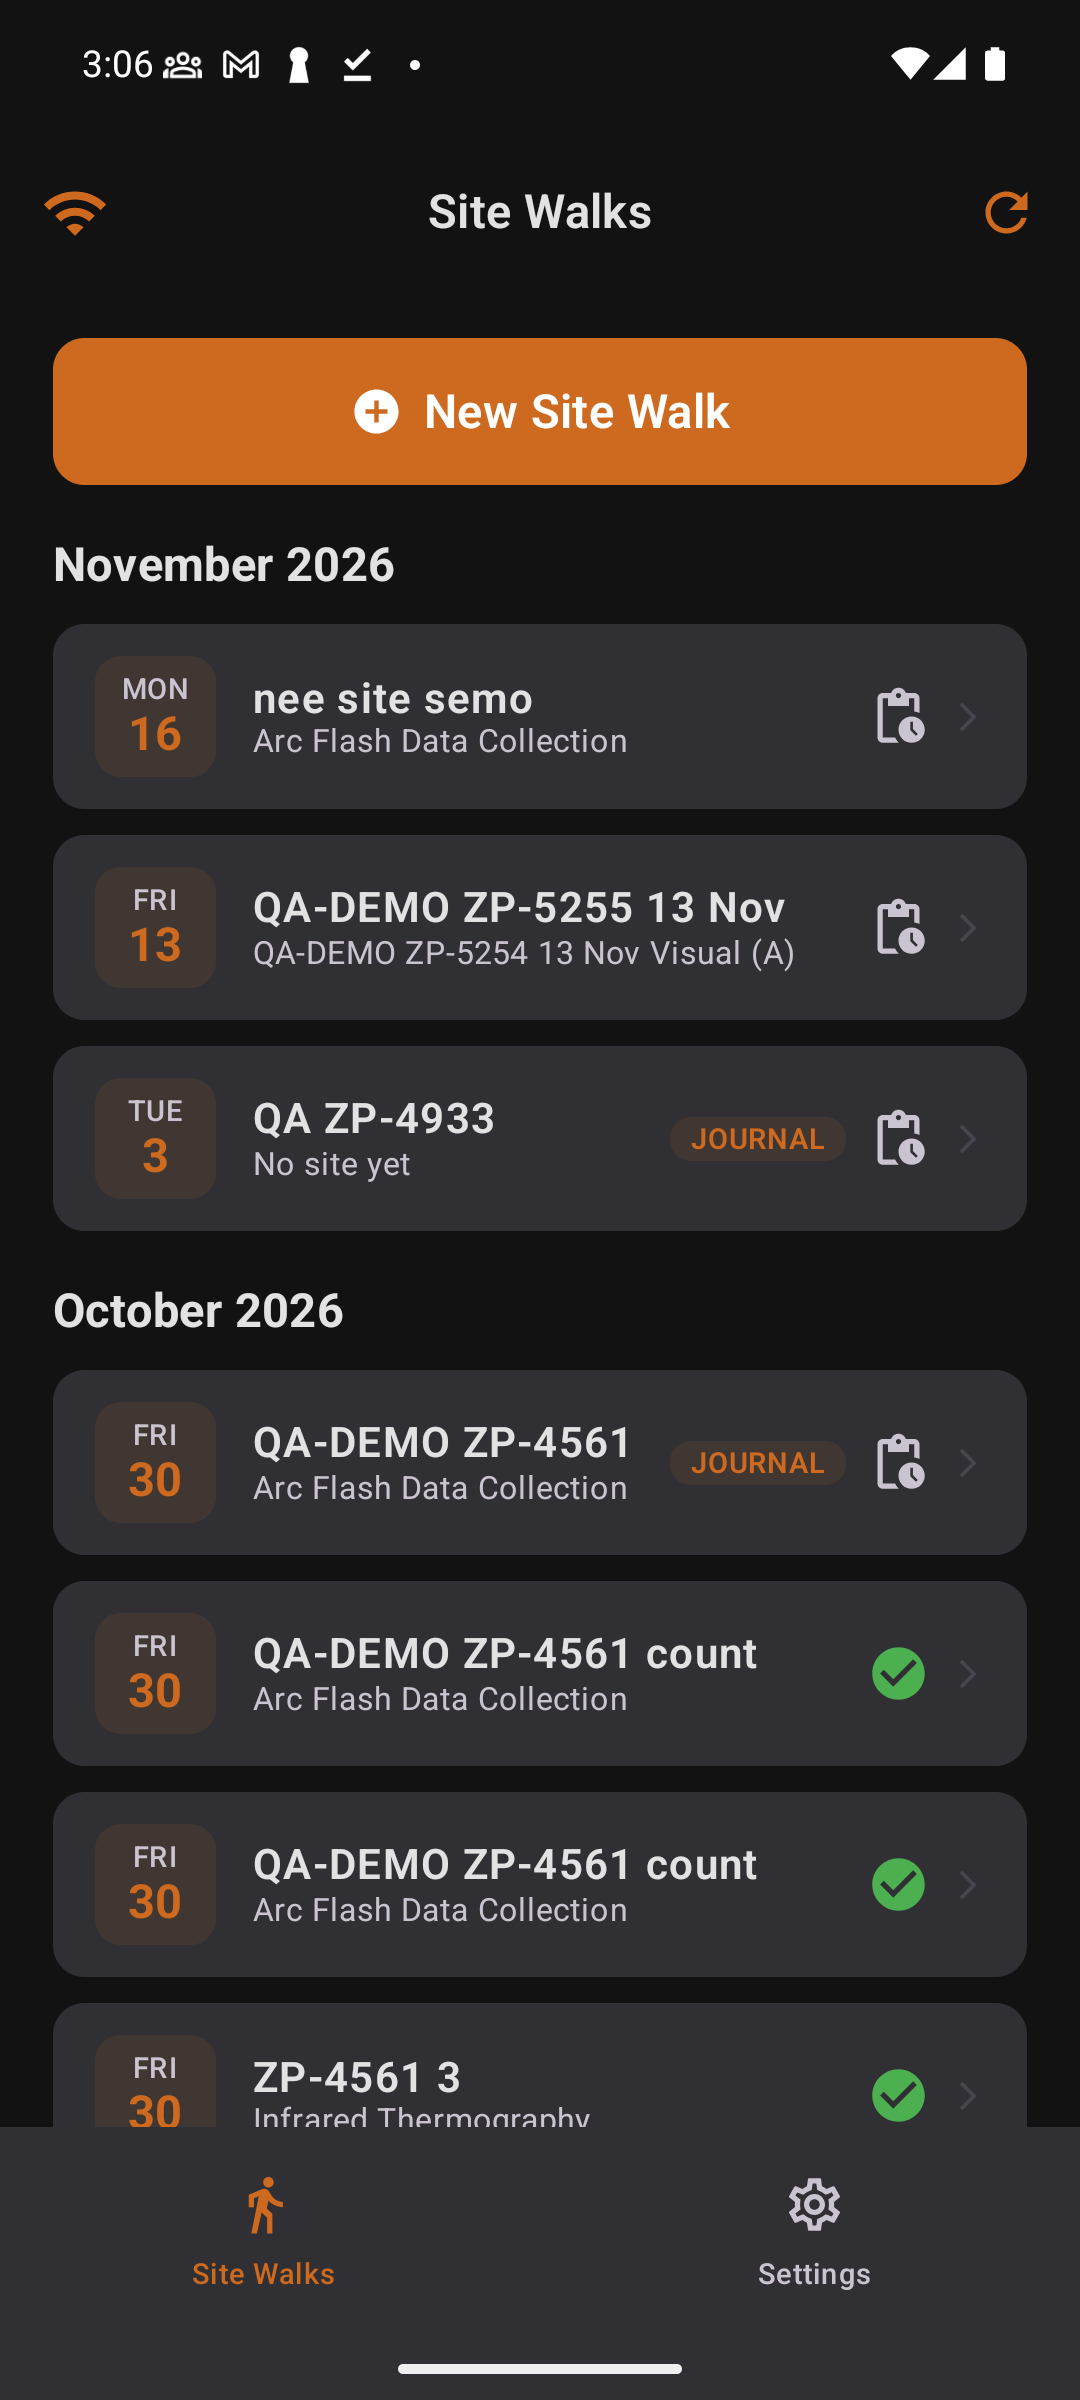 3:06
Site Walks
New Site Walk
November 2026
MON
16
nee site semo
Arc Flash Data Collection
FRI
13
QA-DEMO ZP-5255 13 Nov
QA-DEMO ZP-5254 13 Nov Visual (A)
TUE
3
QA ZP-4933
No site yet
JOURNAL
October 2026
FRI
30
QA-DEMO ZP-4561
Arc Flash Data Collection
JOURNAL
FRI
30
QA-DEMO ZP-4561 count
Arc Flash Data Collection
FRI
30
QA-DEMO ZP-4561 count
Arc Flash Data Collection
FRI
30
ZP-4561 3
Infrared Thermography
Site Walks
Settings